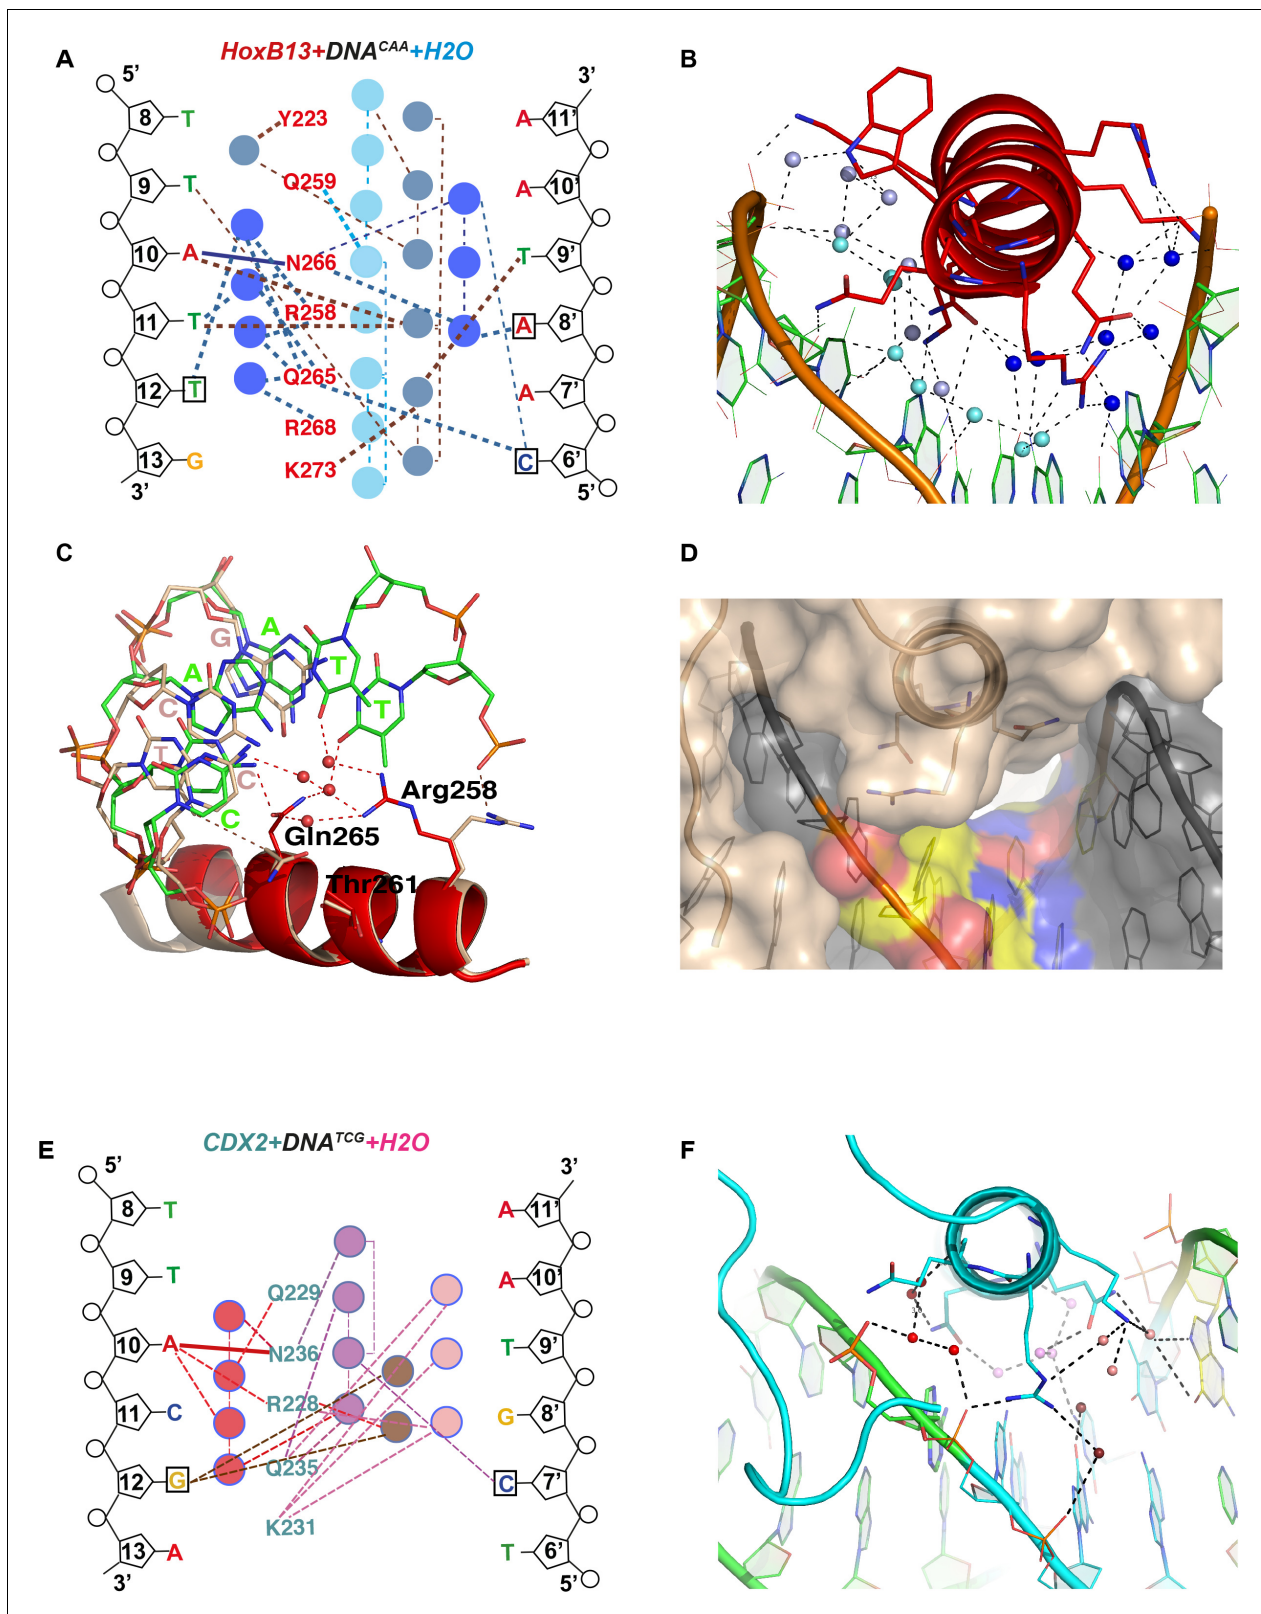 A
HoxB13+DNA^CAA+H2O
5'
3'
8 T
Y223
A 11'
9 T
Q259
A 10'
10 A
N266
T 9'
11 T
R258
A 8'
12 T
Q265
A 7'
R268
13 G
K273
C 6'
3'
5'
B
C
G
A
A
T
C
T
T
C
C
Arg258
Gln265
Thr261
D
E
CDX2+DNA^TCG+H2O
5'
3'
8 T
A 11'
9 T
Q229
A 10'
10 A
N236
T 9'
11 C
R228
G 8'
12 G
Q235
C 7'
K231
13 A
T 6'
3'
5'
F